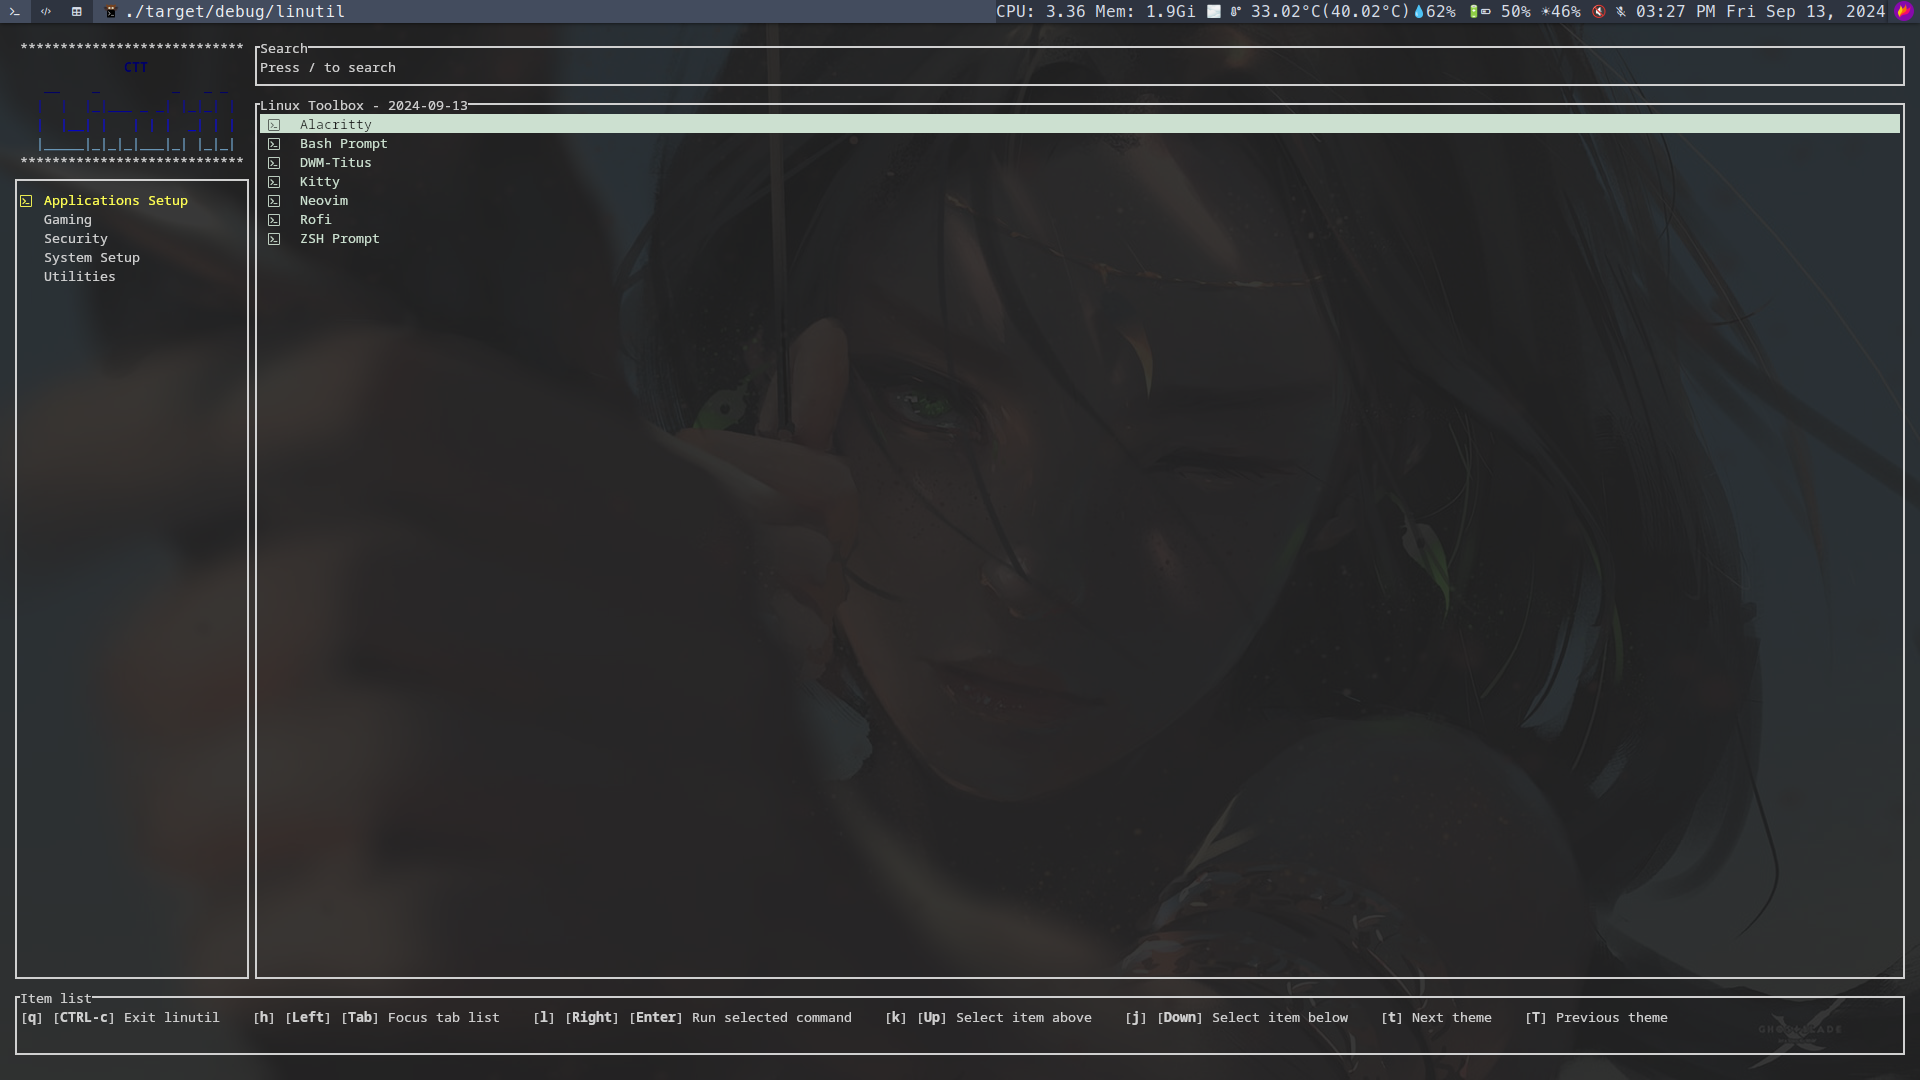 ./target/debug/linutil
CPU: 3.36 Mem: 1.9Gi 33.02°C(40.02°C) 62% 50% 46% 03:27 PM Fri Sep 13, 2024
***************************
CTT
***************************
Search
Press / to search
Linux Toolbox - 2024-09-13
Alacritty
Bash Prompt
DWM-Titus
Kitty
Neovim
Rofi
ZSH Prompt
Applications Setup
Gaming
Security
System Setup
Utilities
Item list
[q] [CTRL-c] Exit linutil [h] [Left] [Tab] Focus tab list [l] [Right] [Enter] Run selected command [k] [Up] Select item above [j] [Down] Select item below [t] Next theme [T] Previous theme